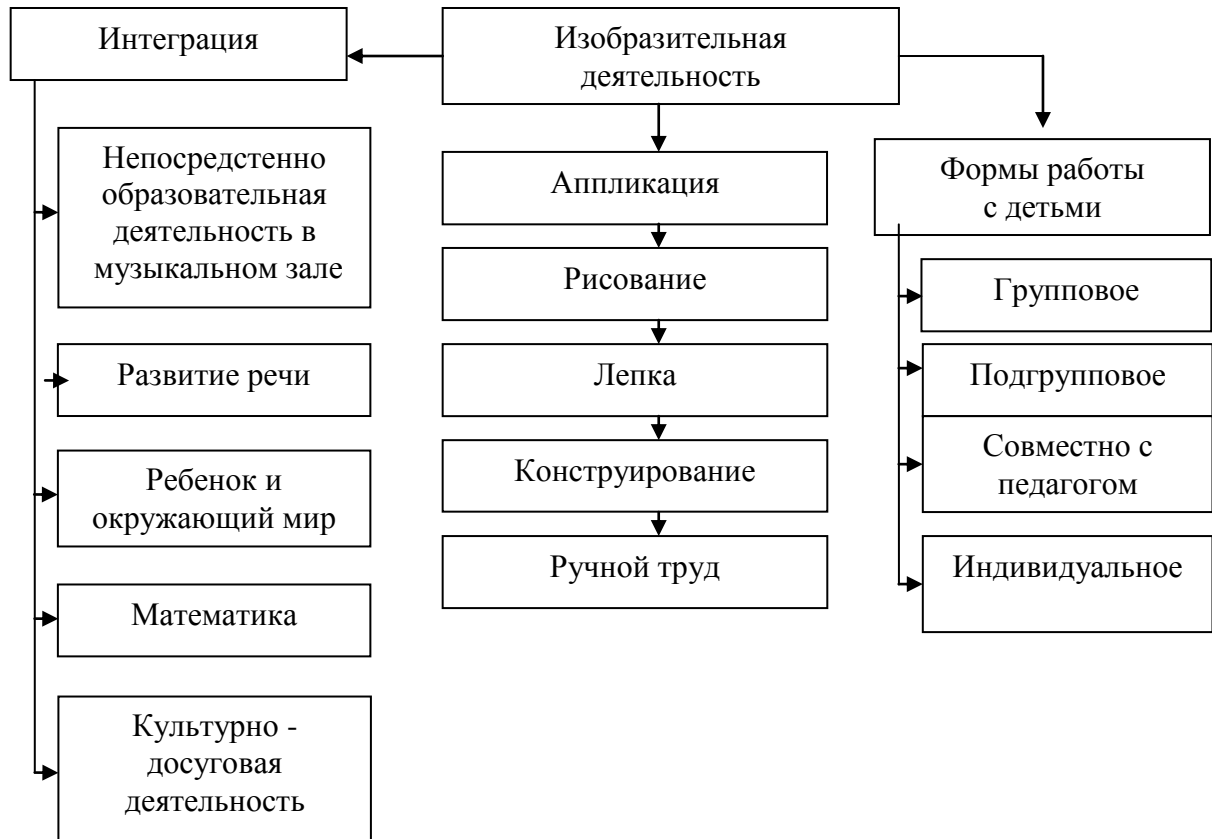 Интеграция
Изобразительная
деятельность
Непосредстенно
образовательная
деятельность в
музыкальном зале
Развитие речи
Ребенок и
окружающий мир
Математика
Культурно -
досуговая
деятельность
Аппликация
Рисование
Лепка
Конструирование
Ручной труд
Формы работы
с детьми
Групповое
Подгрупповое
Совместно с
педагогом
Индивидуальное